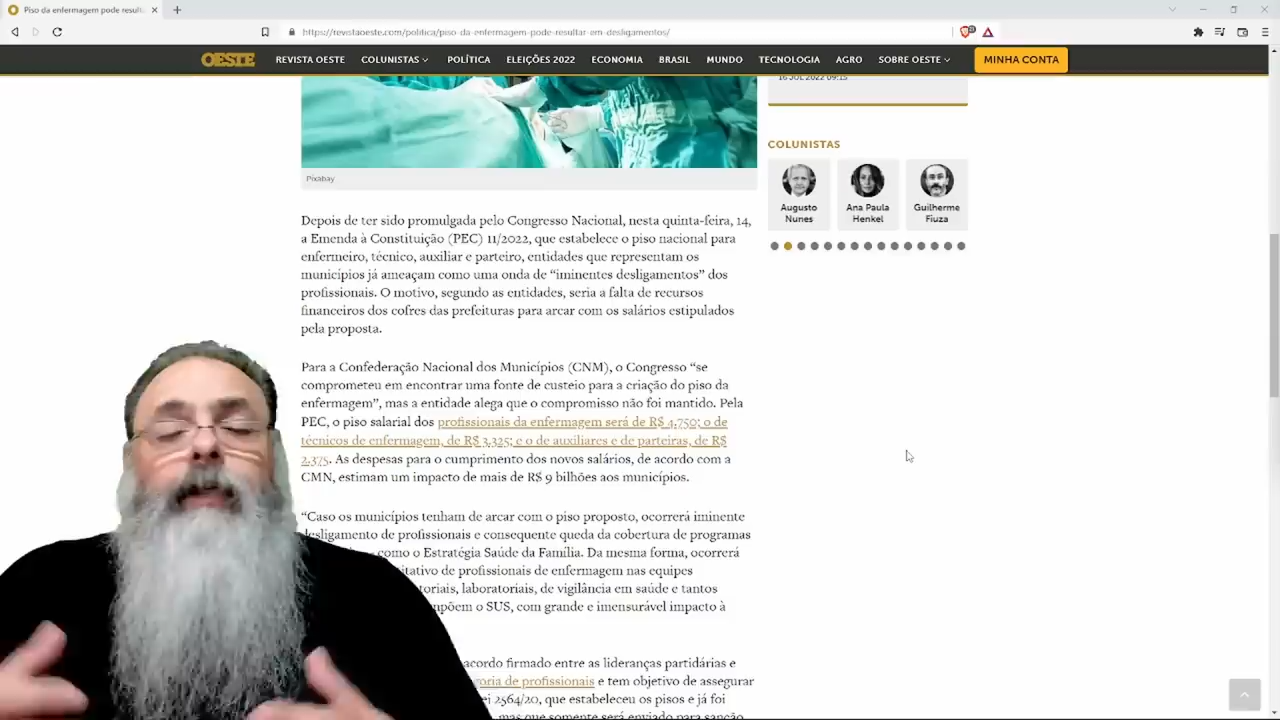 Piso da enfermagem pode result
https://revistaoeste.com/politica/piso-da-enfermagem-pode-resultar-em-desligamentos/
OESTE
REVISTA OESTE
COLUNISTAS
POLÍTICA
ELEIÇÕES 2022
ECONOMIA
BRASIL
MUNDO
TECNOLOGIA
AGRO
SOBRE OESTE
MINHA CONTA
16 JUL 2022 09:15
Pixabay
Depois de ter sido promulgada pelo Congresso Nacional, nesta quinta-feira, 14,
a Emenda à Constituição (PEC) 11/2022, que estabelece o piso nacional para
enfermeiro, técnico, auxiliar e parteiro, entidades que representam os
municípios já ameaçam como uma onda de “iminentes desligamentos” dos
profissionais. O motivo, segundo as entidades, seria a falta de recursos
financeiros dos cofres das prefeituras para arcar com os salários estipulados
pela proposta.
Para a Confederação Nacional dos Municípios (CNM), o Congresso “se
comprometeu em encontrar uma fonte de custeio para a criação do piso da
enfermagem”, mas a entidade alega que o compromisso não foi mantido. Pela
PEC, o piso salarial dos profissionais da enfermagem será de R$ 4.750; o de
técnicos de enfermagem, de R$ 3.325; e o de auxiliares e de parteiras, de R$
2.375. As despesas para o cumprimento dos novos salários, de acordo com a
CMN, estimam um impacto de mais de R$ 9 bilhões aos municípios.
“Caso os municípios tenham de arcar com o piso proposto, ocorrerá iminente
desligamento de profissionais e consequente queda da cobertura de programas
como o Estratégia Saúde da Família. Da mesma forma, ocorrerá
de profissionais de enfermagem nas equipes
laboratoriais, de vigilância em saúde e tantos
o SUS, com grande e imensurável impacto à
acordo firmado entre as lideranças partidárias e
de profissionais e tem objetivo de assegurar
2564/20, que estabeleceu os pisos e já foi
mas que somente será enviado para sanção
COLUNISTAS
Augusto
Nunes
Ana Paula
Henkel
Guilherme
Fiuza